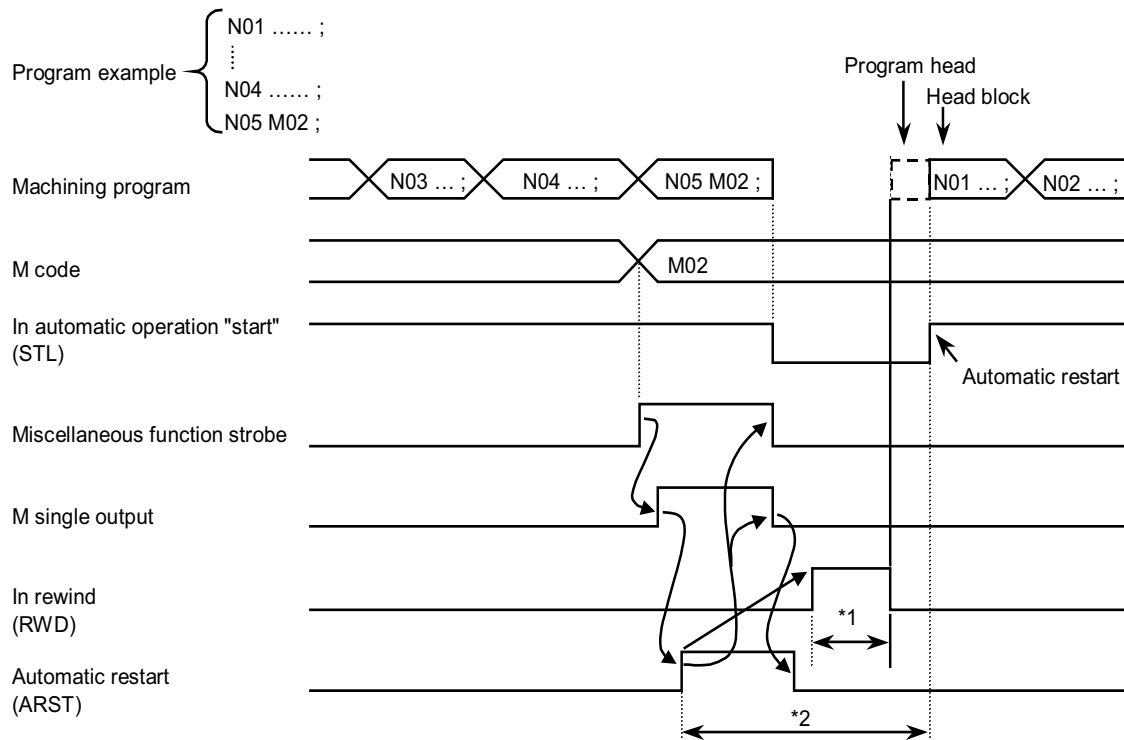 N01 …… ;
Program example
N04 …… ;
N05 M02 ;
Program head
Head block
Machining program
N03 … ;
N04 … ;
N05 M02 ;
N01 … ;
N02 … ;
M code
M02
In automatic operation "start"
(STL)
Automatic restart
Miscellaneous function strobe
M single output
In rewind
(RWD)
*1
Automatic restart
(ARST)
*2